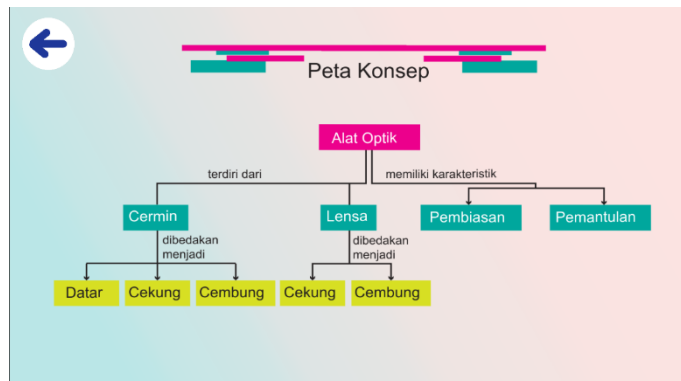 Peta Konsep
Alat Optik
terdiri dari
memiliki karakteristik
Cermin
Lensa
Pembiasan
Pemantulan
dibedakan
menjadi
dibedakan
menjadi
Datar
Cekung
Cembung
Cekung
Cembung